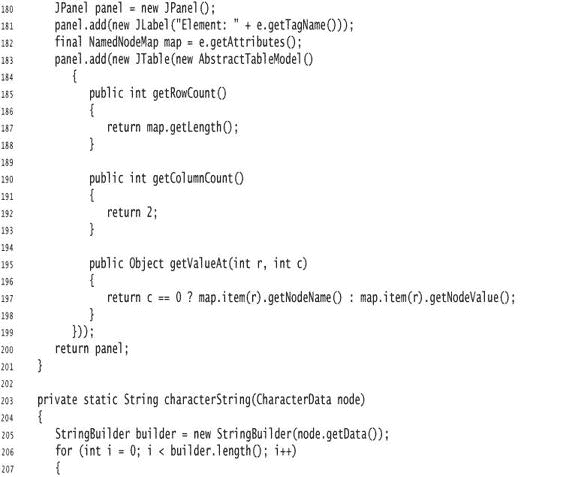 180 JPanel panel = new JPanel();
181 panel.add(new JLabel("Element: " + e.getTagName()));
182 final NamedNodeMap map = e.getAttributes();
183 panel.add(new JTable(new AbstractTableModel()
184 {
185 public int getRowCount()
186 {
187 return map.getLength();
188 }
189
190 public int getColumnCount()
191 {
192 return 2;
193 }
194
195 public Object getValueAt(int r, int c)
196 {
197 return c == 0 ? map.item(r).getNodeName() : map.item(r).getNodeValue();
198 }
199 }));
200 return panel;
201 }
202
203 private static String characterString(CharacterData node)
204 {
205 StringBuilder builder = new StringBuilder(node.getData());
206 for (int i = 0; i < builder.length(); i++)
207 {